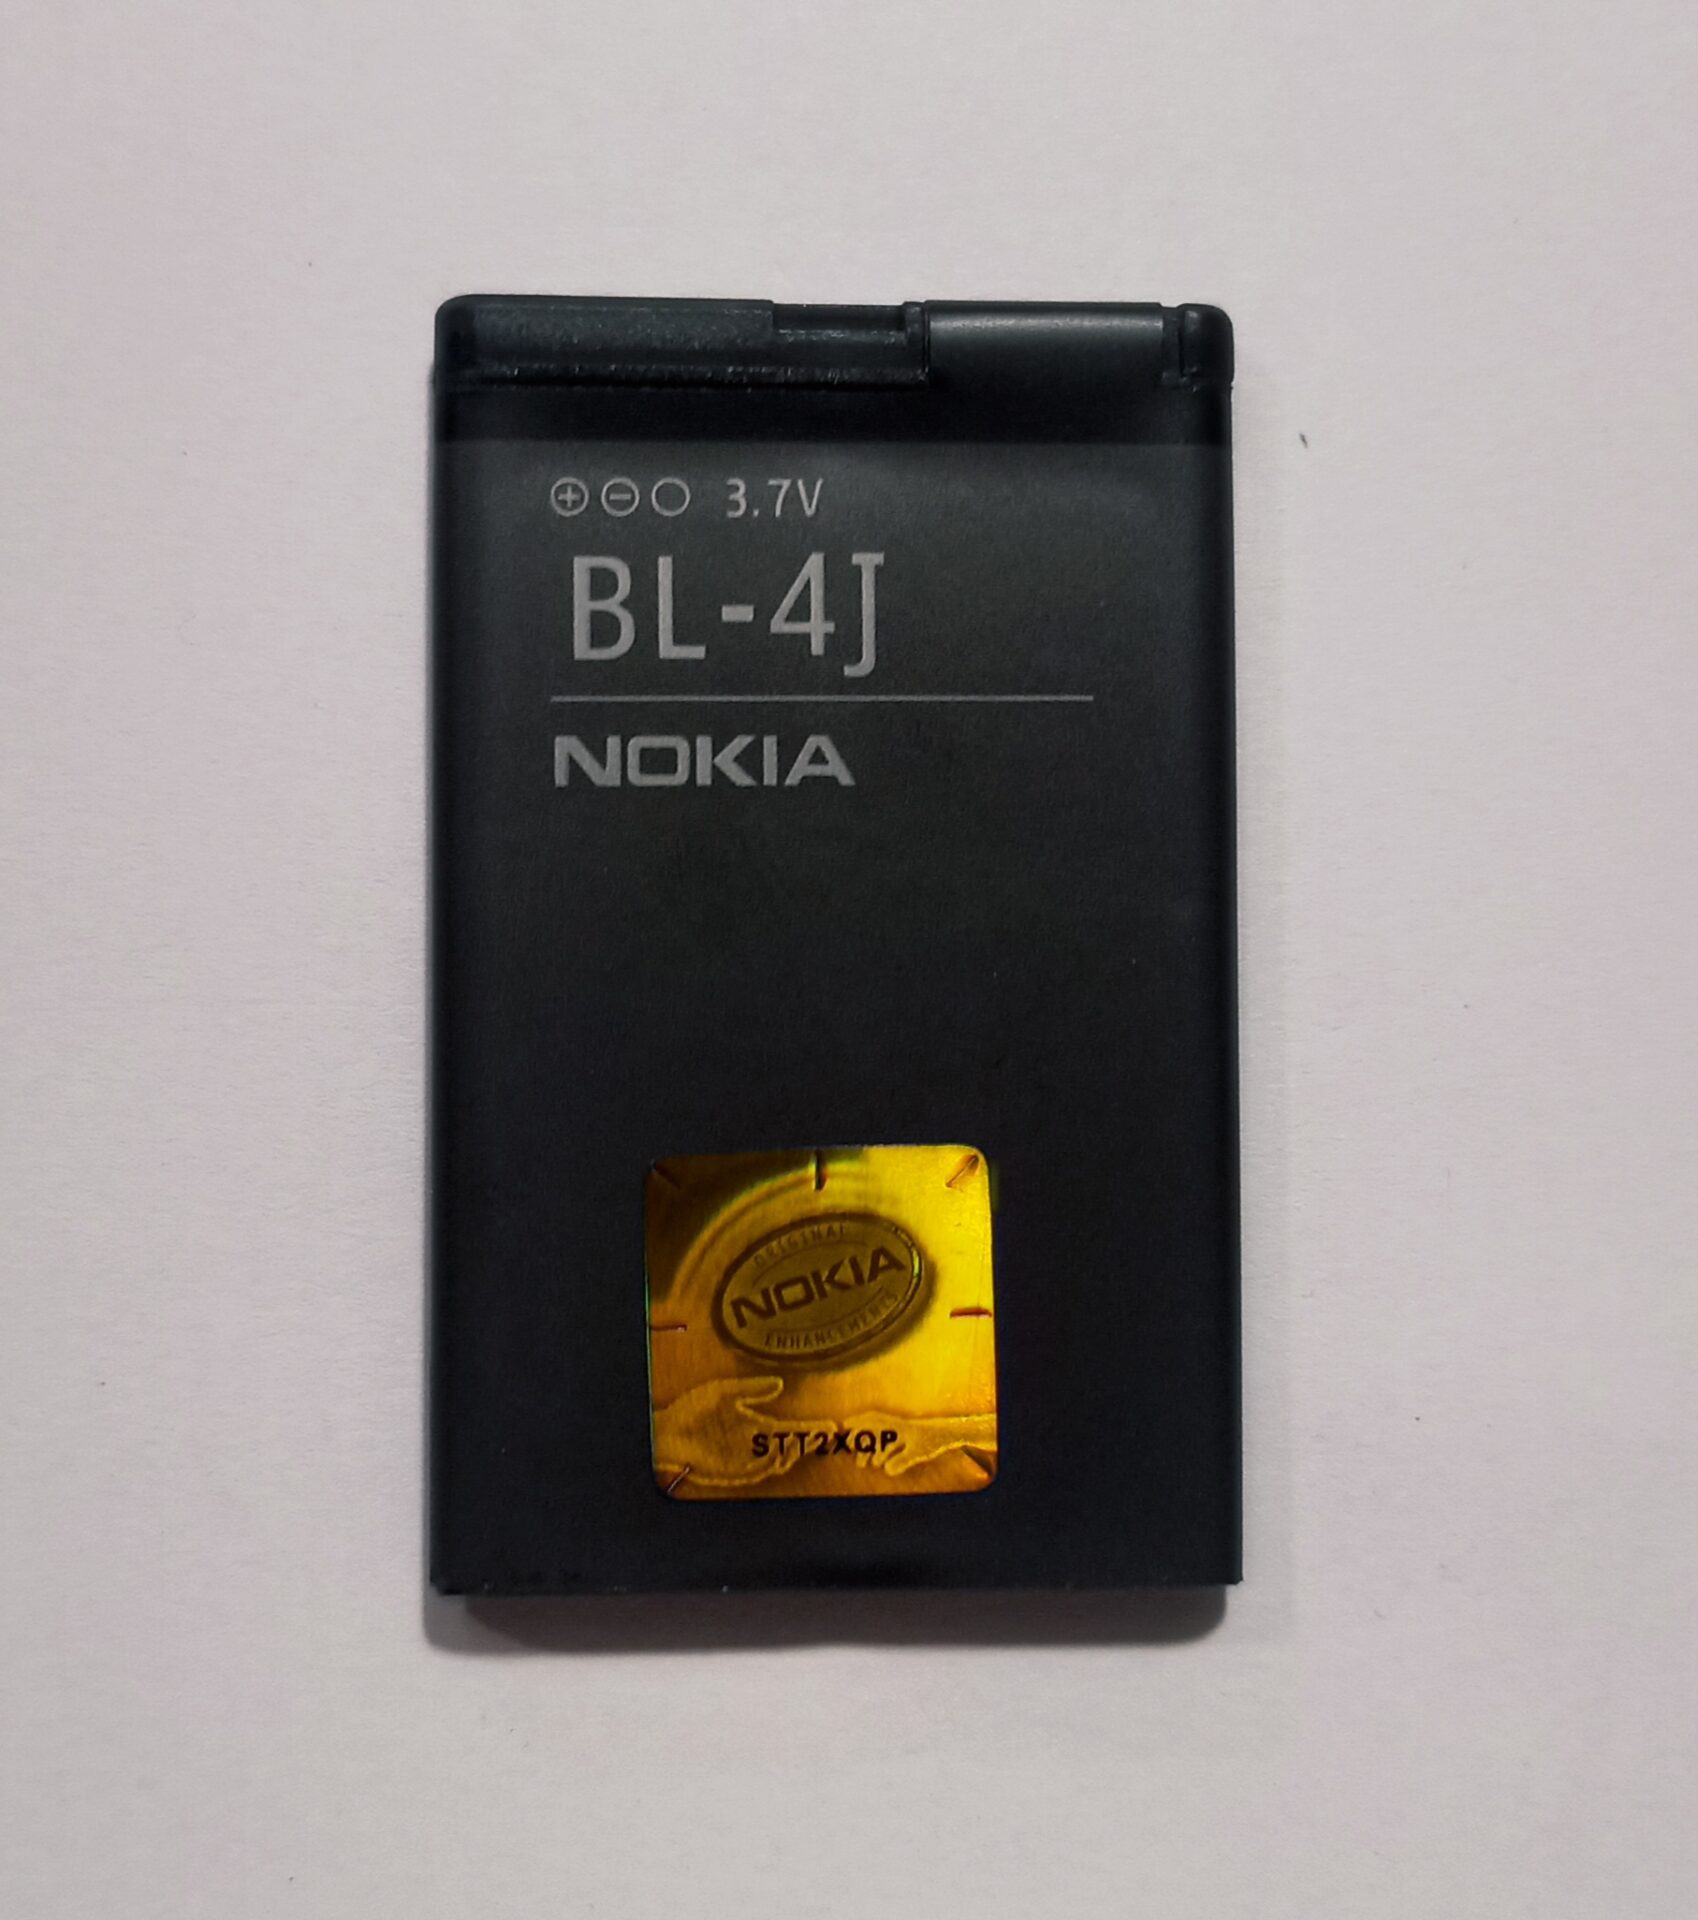 ⊕⊖○ 3.7V
BL-4J
NOKIA
ORIGINAL
NOKIA
ENHANCEMENTS
STT2XQP